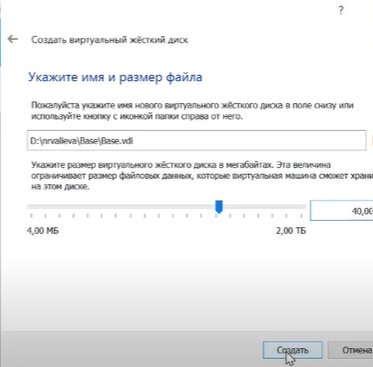 ?
Создать виртуальный жёсткий диск
Укажите имя и размер файла
Пожалуйста укажите имя нового виртуального жёсткого диска в поле снизу или
используйте кнопку с иконкой папки справа от него.
D:\nrvalieva\Base\Base.vdi
Укажите размер виртуального жёсткого диска в мегабайтах. Эта величина
ограничивает размер файловых данных, которые виртуальная машина сможет храни
на этом диске.
40,00
4,00 МБ 2,00 ТБ
Создать Отмена